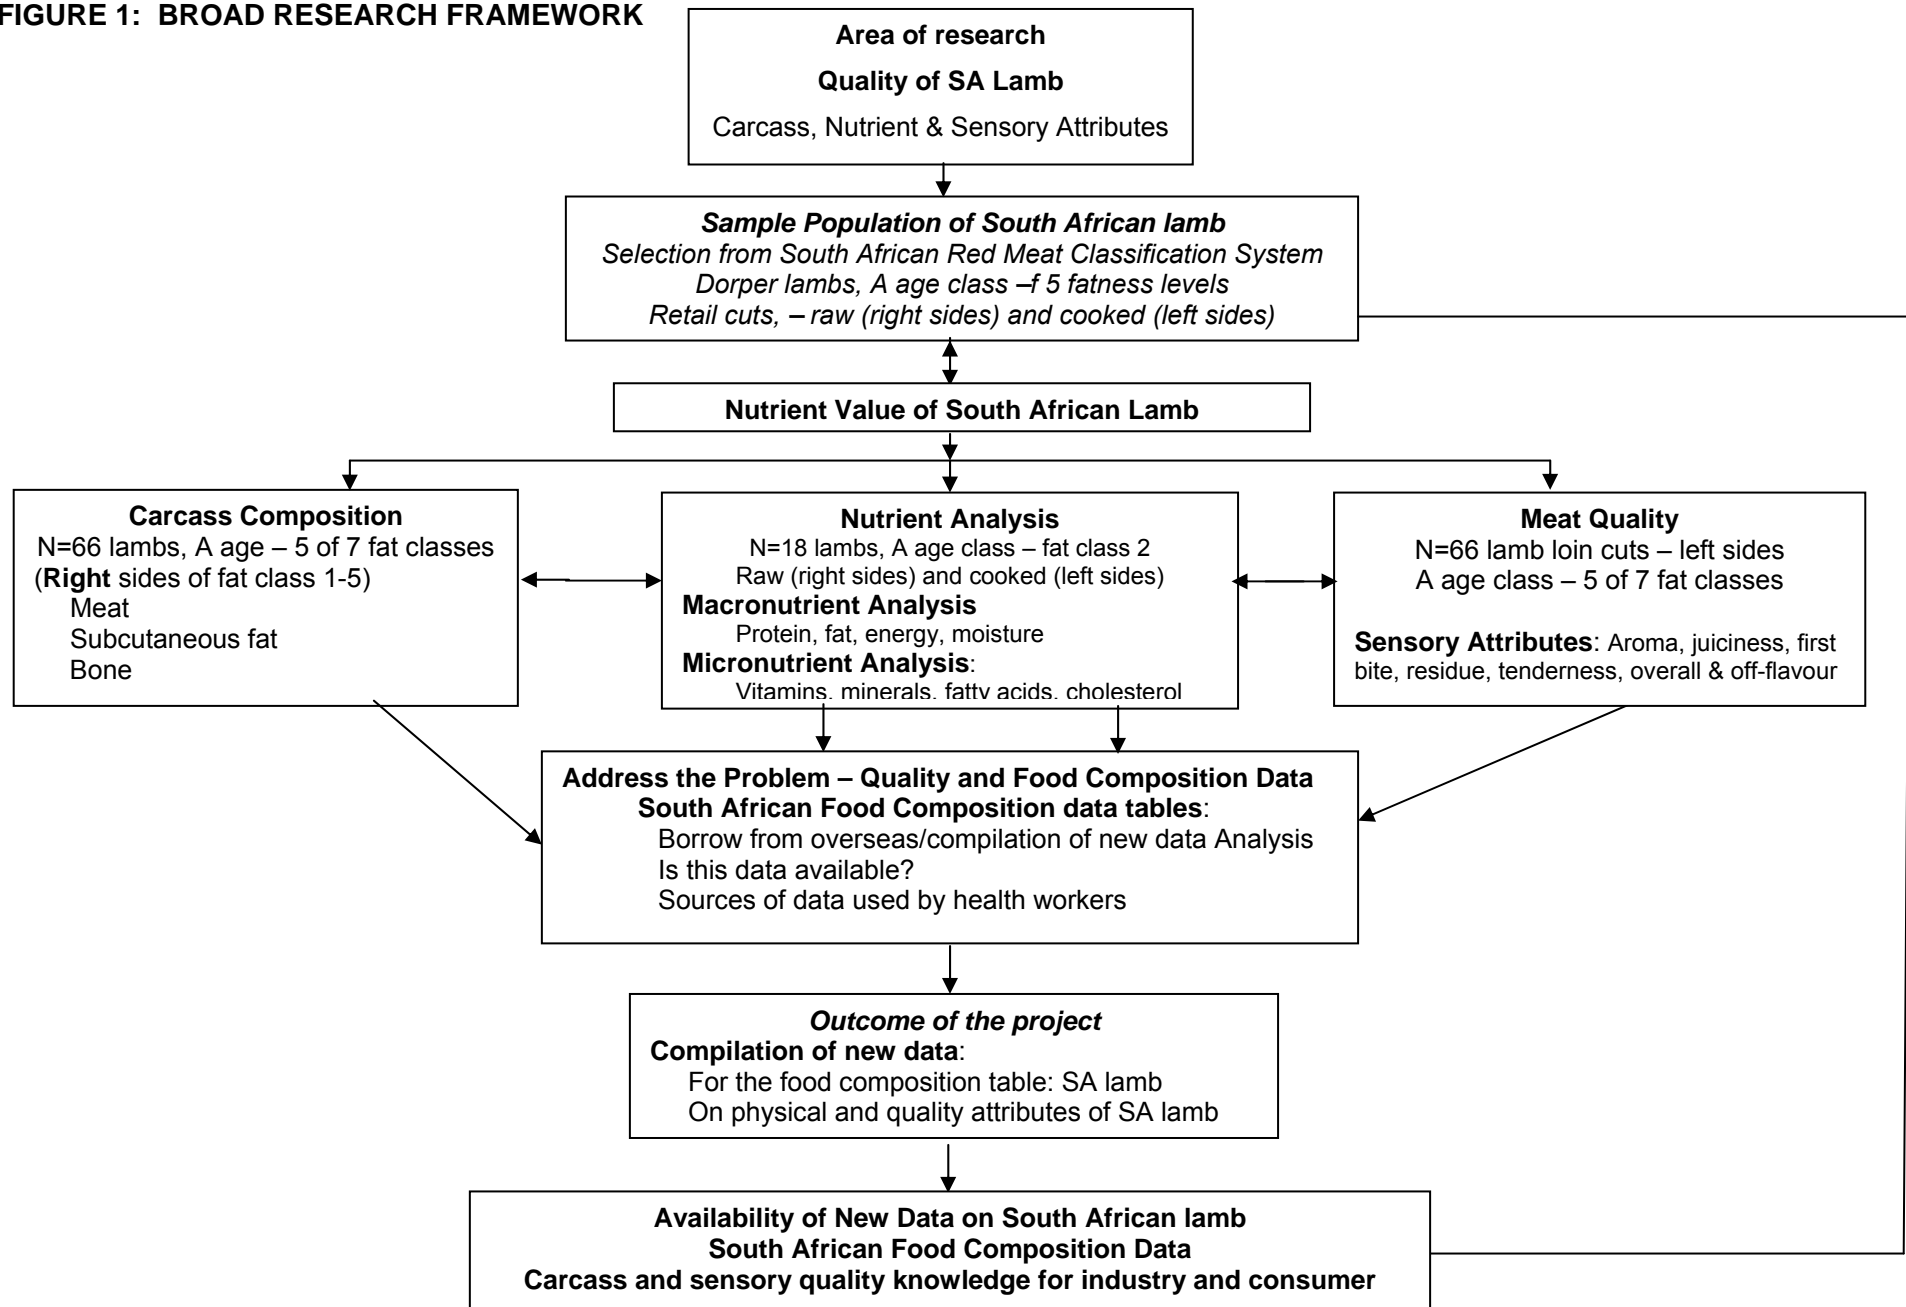 FIGURE 1: BROAD RESEARCH FRAMEWORK
Area of research
Quality of SA Lamb
Carcass, Nutrient & Sensory Attributes
Sample Population of South African lamb
Selection from South African Red Meat Classification System
Dorper lambs, A age class –f 5 fatness levels
Retail cuts, – raw (right sides) and cooked (left sides)
Nutrient Value of South African Lamb
Carcass Composition
N=66 lambs, A age – 5 of 7 fat classes
(Right sides of fat class 1-5)
Meat
Subcutaneous fat
Bone
Nutrient Analysis
N=18 lambs, A age class – fat class 2
Raw (right sides) and cooked (left sides)
Macronutrient Analysis
Protein, fat, energy, moisture
Micronutrient Analysis:
Vitamins, minerals, fatty acids, cholesterol
Meat Quality
N=66 lamb loin cuts – left sides
A age class – 5 of 7 fat classes
Sensory Attributes: Aroma, juiciness, first
bite, residue, tenderness, overall & off-flavour
Address the Problem – Quality and Food Composition Data
South African Food Composition data tables:
Borrow from overseas/compilation of new data Analysis
Is this data available?
Sources of data used by health workers
Outcome of the project
Compilation of new data:
For the food composition table: SA lamb
On physical and quality attributes of SA lamb
Availability of New Data on South African lamb
South African Food Composition Data
Carcass and sensory quality knowledge for industry and consumer